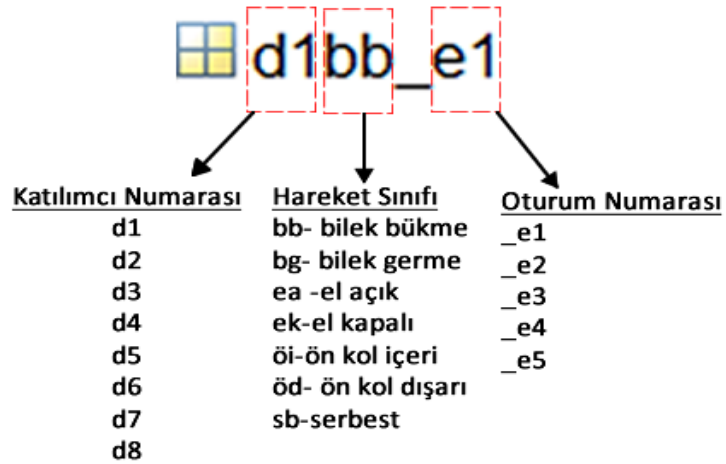 d1bb_e1
Katılımcı Numarası
d1
d2
d3
d4
d5
d6
d7
d8
Hareket Sınıfı
bb- bilek bükme
bg- bilek germe
ea -el açık
ek-el kapalı
öi-ön kol içeri
öd- ön kol dışarı
sb-serbest
Oturum Numarası
_e1
_e2
_e3
_e4
_e5